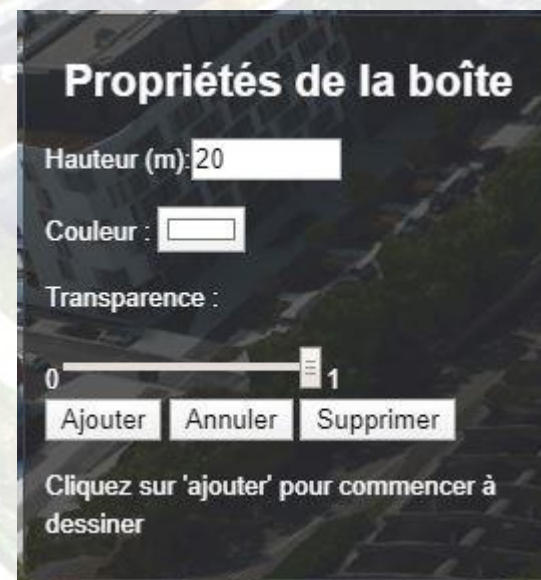 Propriétés de la boîte
Hauteur (m): 20
Couleur :
Transparence :
0 1
Ajouter Annuler Supprimer
Cliquez sur 'ajouter' pour commencer à
dessiner